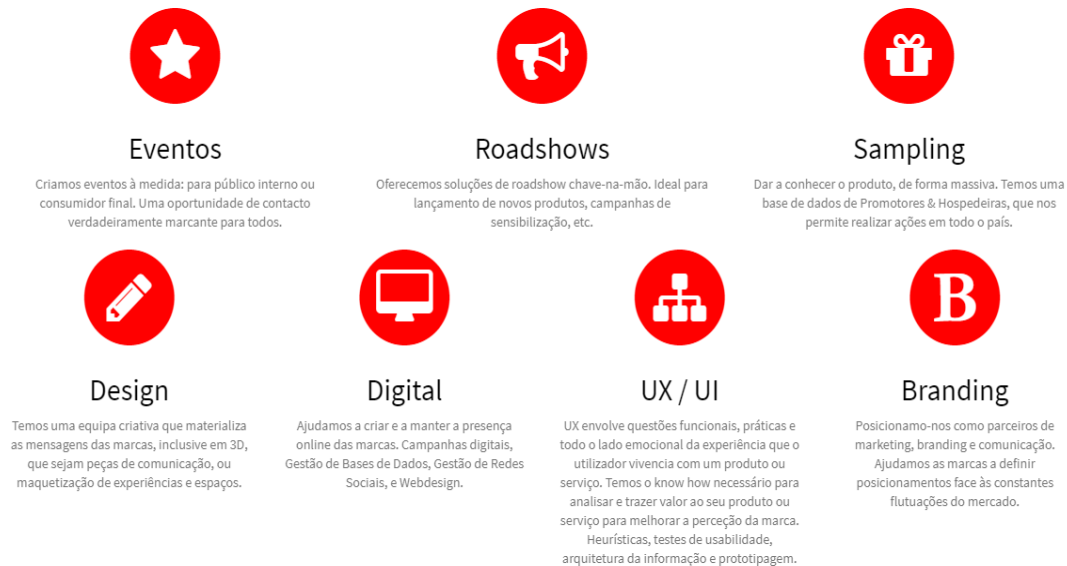 Eventos
Criamos eventos à medida: para público interno ou
consumidor final. Uma oportunidade de contacto
verdadeiramente marcante para todos.
Roadshows
Oferecemos soluções de roadshow chave-na-mão. Ideal para
lançamento de novos produtos, campanhas de
sensibilização, etc.
Sampling
Dar a conhecer o produto, de forma massiva. Temos uma
base de dados de Promotores & Hospedeiras, que nos
permite realizar ações em todo o país.
Design
Temos uma equipa criativa que materializa
as mensagens das marcas, inclusive em 3D,
que sejam peças de comunicação, ou
maquetização de experiências e espaços.
Digital
Ajudamos a criar e a manter a presença
online das marcas. Campanhas digitais,
Gestão de Bases de Dados, Gestão de Redes
Sociais, e Webdesign.
UX / UI
UX envolve questões funcionais, práticas e
todo o lado emocional da experiência que o
utilizador vivencia com um produto ou
serviço. Temos o know how necessário para
analisar e trazer valor ao seu produto ou
serviço para melhorar a perceção da marca.
Heurísticas, testes de usabilidade,
arquitetura da informação e prototipagem.
B
Branding
Posicionamo-nos como parceiros de
marketing, branding e comunicação.
Ajudamos as marcas a definir
posicionamentos face às constantes
flutuações do mercado.